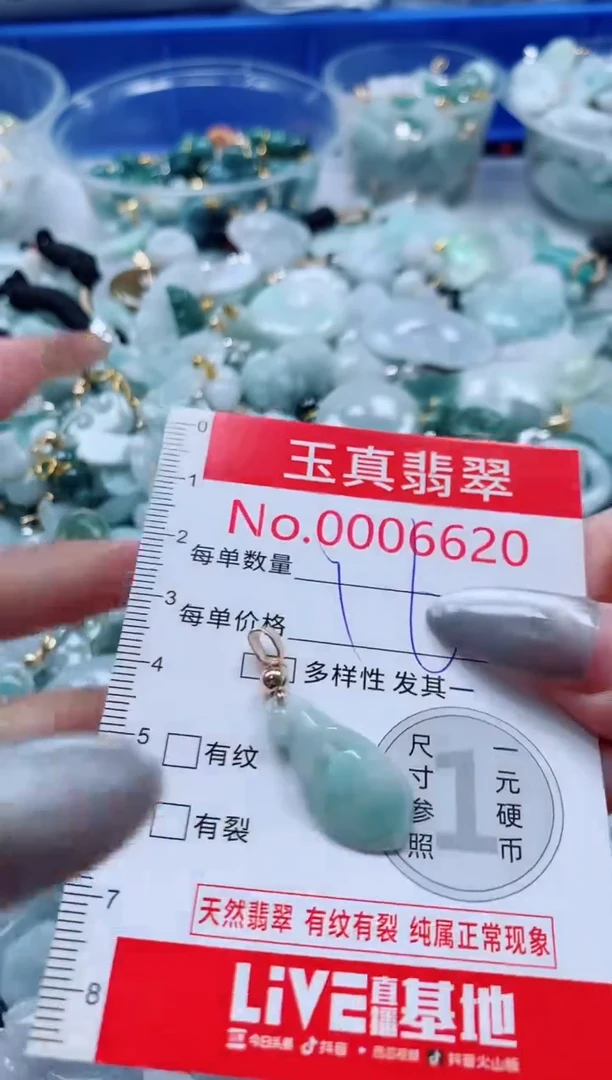 0
1
玉真翡翠
No.0006620
2
每单数量
3
每单价格
4
多样性 发其一
5
有纹
有裂
尺寸参照
1
一元硬币
7
天然翡翠 有纹有裂 纯属正常现象
8
LiVE直播基地
今日头条 抖音 西瓜视频 抖音火山版